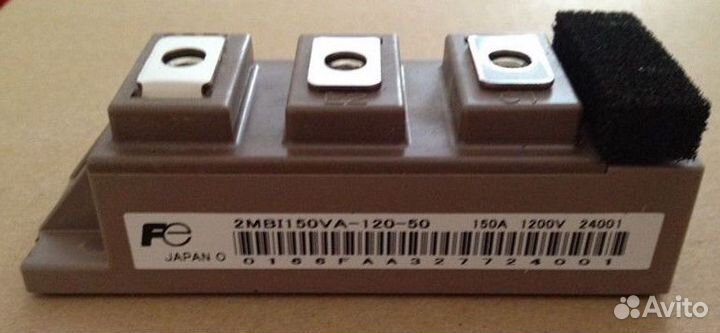 Fe 2MBI150VA-120-50 150A 1200V 24001
JAPAN O 0166FAA327724001
Avito